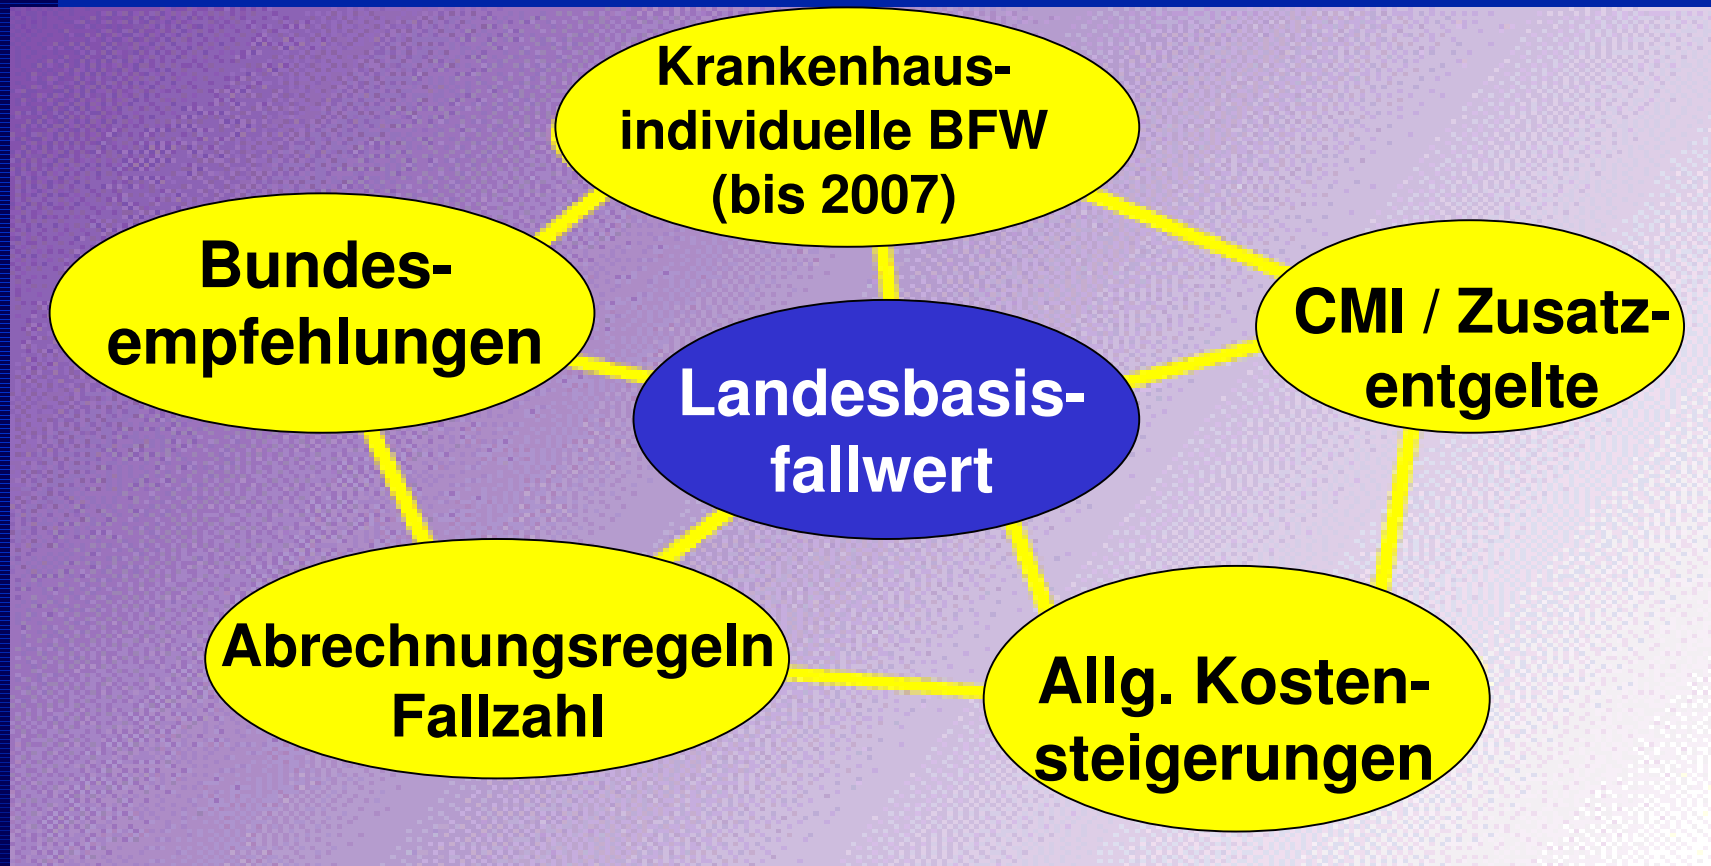 Krankenhaus-
individuelle BFW
(bis 2007)
Bundes-
empfehlungen
CMI / Zusatz-
entgelte
Landesbasis-
fallwert
Abrechnungsregeln
Fallzahl
Allg. Kosten-
steigerungen